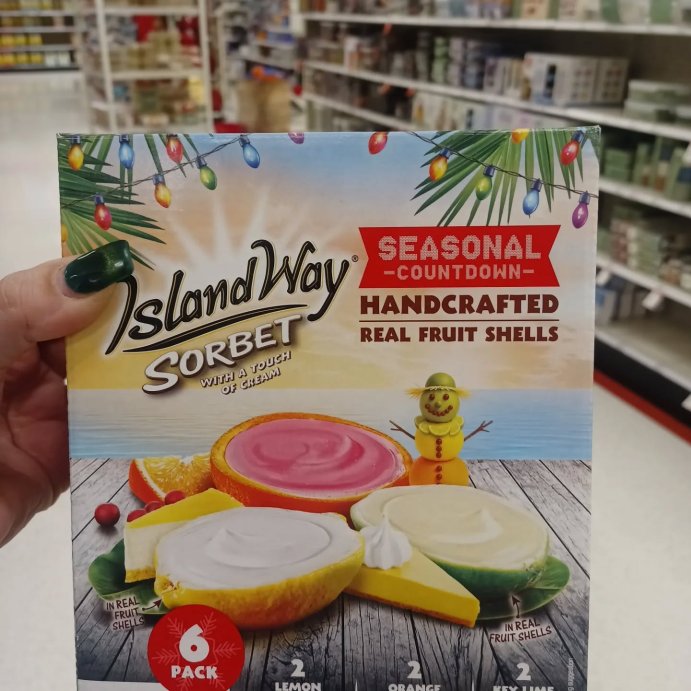 Island Way®
SORBET
WITH A TOUCH
OF CREAM
SEASONAL
-COUNTDOWN-
HANDCRAFTED
REAL FRUIT SHELLS
IN REAL
FRUIT
SHELLS
IN REAL
FRUIT SHELLS
6
PACK
2
LEMON
2
ORANGE
2
KEY LIME